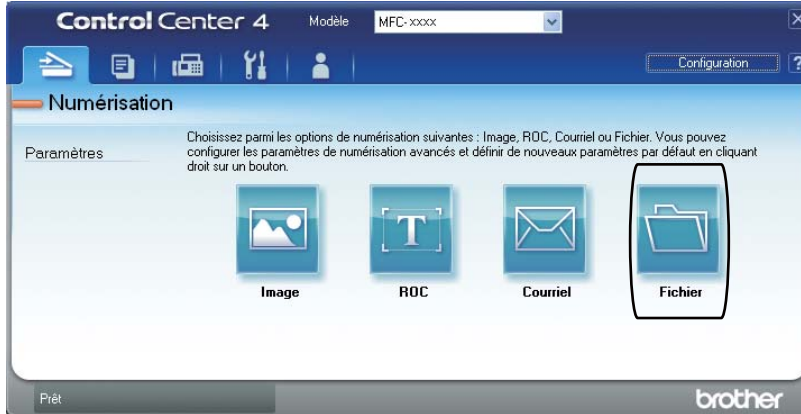 Control Center 4 Modèle MFC-xxxx
Configuration ?
Numérisation
Paramètres
Choisissez parmi les options de numérisation suivantes : Image, ROC, Courriel ou Fichier. Vous pouvez
configurer les paramètres de numérisation avancés et définir de nouveaux paramètres par défaut en cliquant
droit sur un bouton.
T
Image ROC Courriel Fichier
Prêt brother